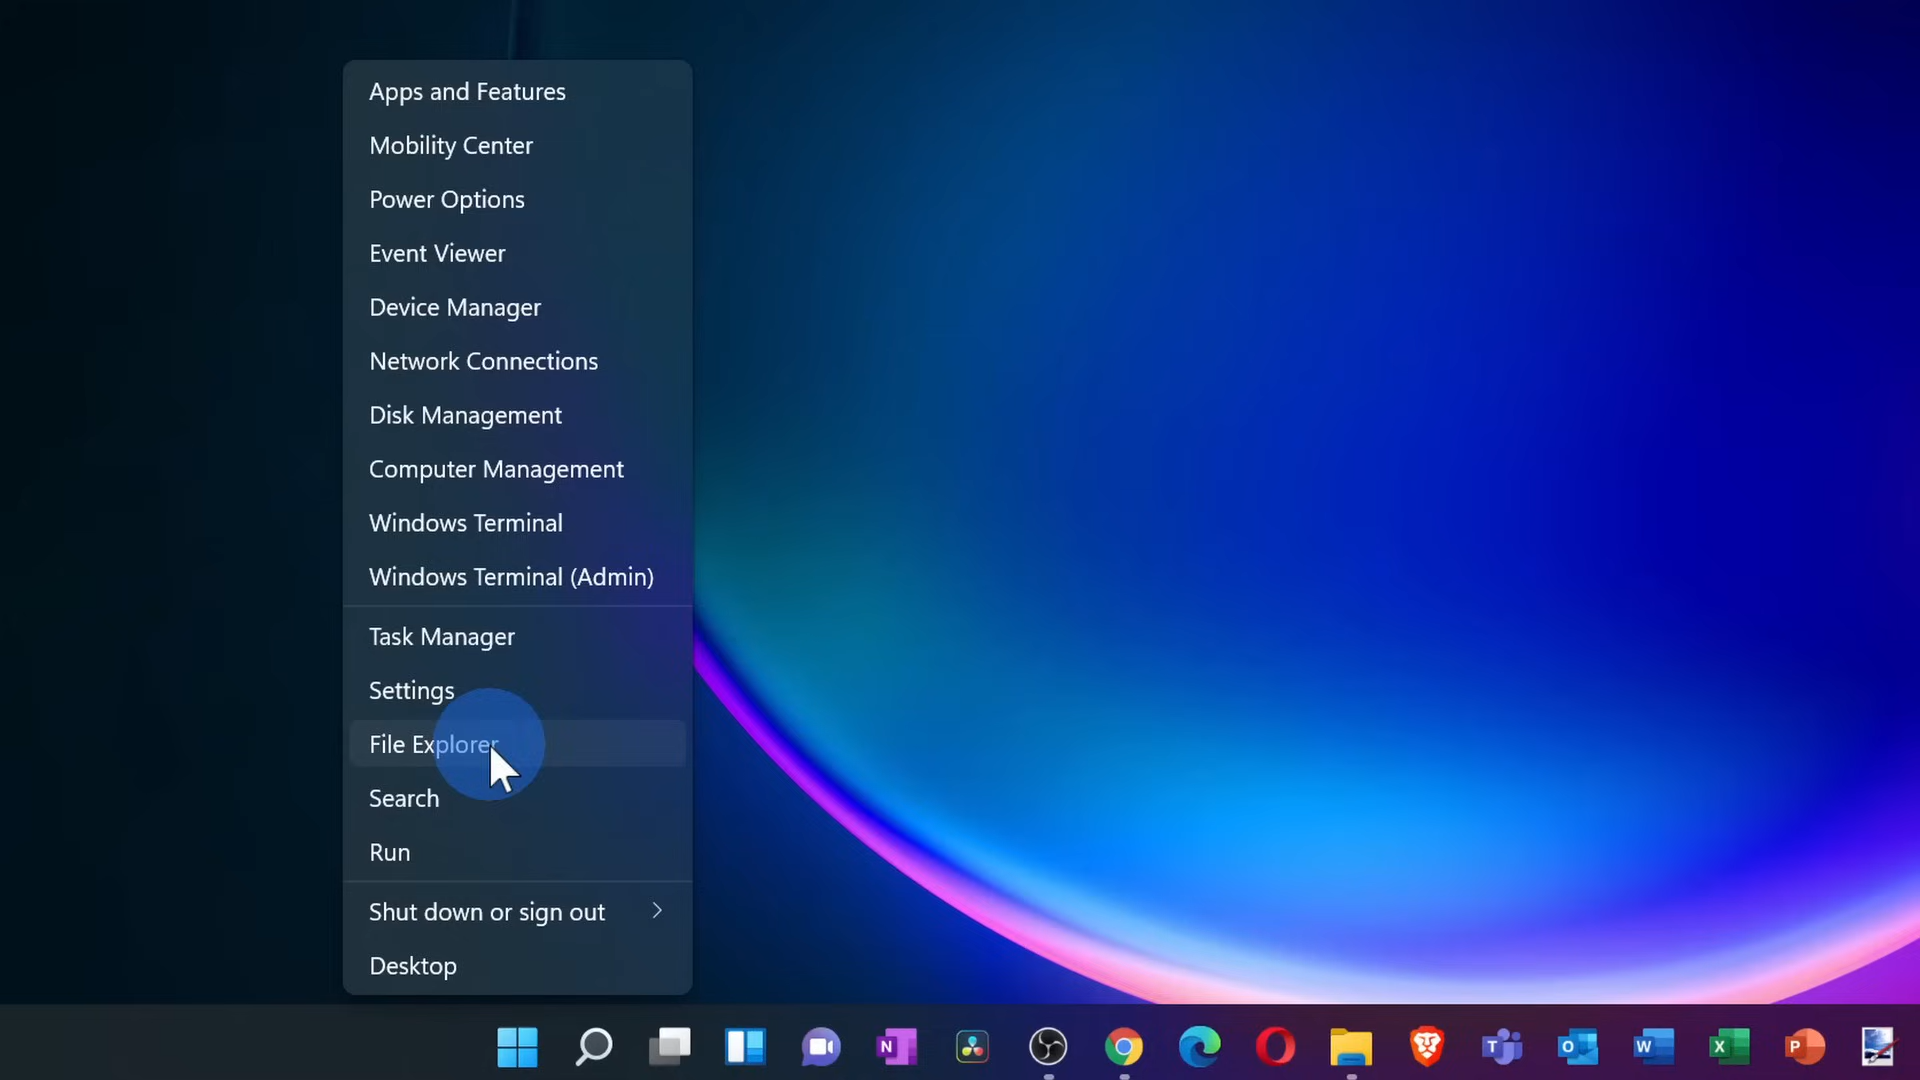 Apps and Features
Mobility Center
Power Options
Event Viewer
Device Manager
Network Connections
Disk Management
Computer Management
Windows Terminal
Windows Terminal (Admin)
Task Manager
Settings
File Explorer
Search
Run
Shut down or sign out
Desktop
N T O W X P